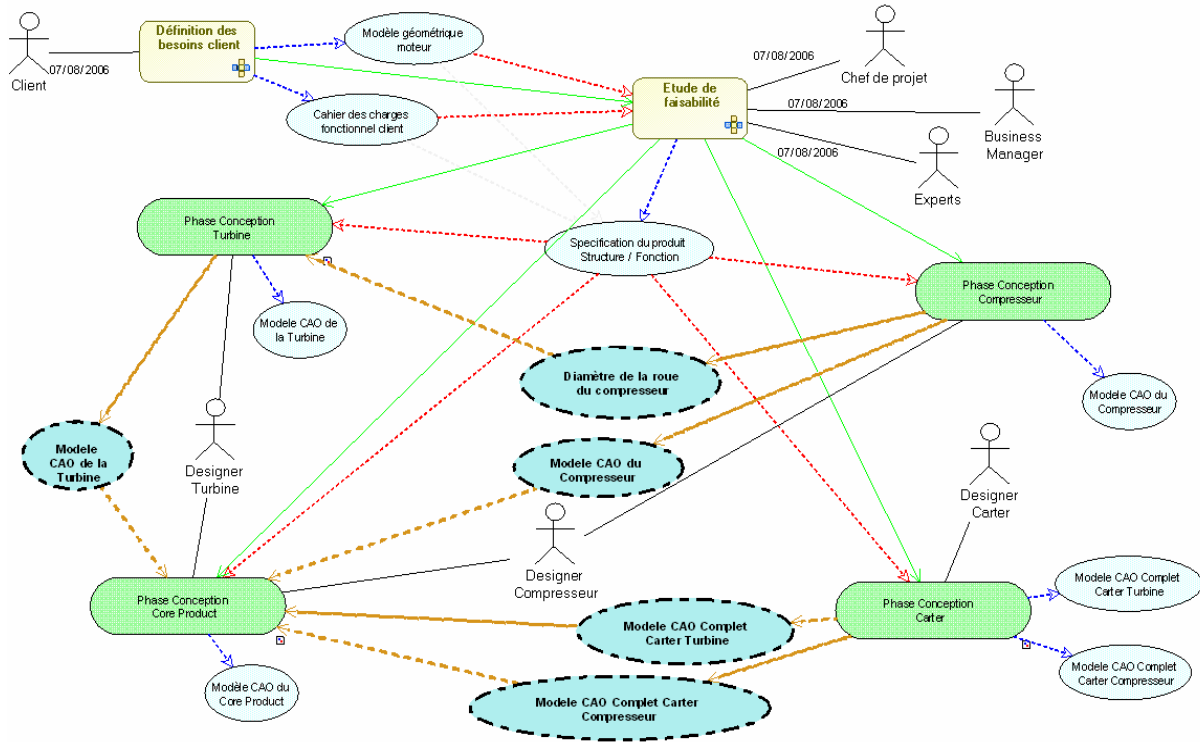 Définition des
besoins client
Modèle géométrique
moteur
07/08/2006
Client
07/08/2006
Chef de projet
Etude de
faisabilité
07/08/2006
Business
Manager
Cahier des charges
fonctionnel client
07/08/2006
Experts
Phase Conception
Turbine
Specification du produit
Structure / Fonction
Phase Conception
Compresseur
Modele CAO de
la Turbine
Diamètre de la roue
du compresseur
Modele CAO du
Compresseur
Modele
CAO de la
Turbine
Designer
Turbine
Modele CAO du
Compresseur
Designer
Carter
Designer
Compresseur
Phase Conception
Core Product
Modele CAO Complet
Carter Turbine
Phase Conception
Carter
Modele CAO Complet
Carter Turbine
Modele CAO Complet
Carter Compresseur
Modèle CAO du
Core Product
Modele CAO Complet Carter
Compresseur